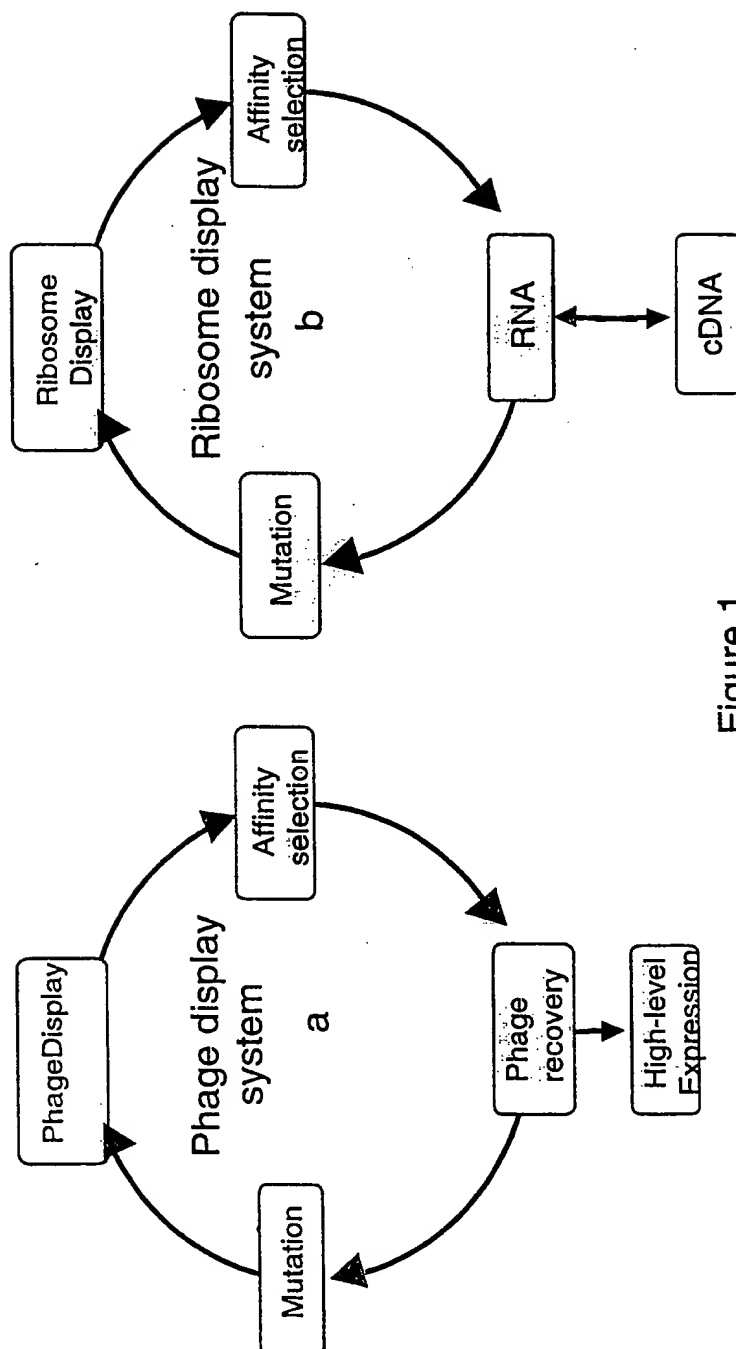 PhageDisplay
Affinity
selection
Phage display
system
a
Mutation
Phage
recovery
High-level
Expression
Ribosome
Display
Affinity
selection
Ribosome display
system
b
Mutation
RNA
cDNA
Figure 1